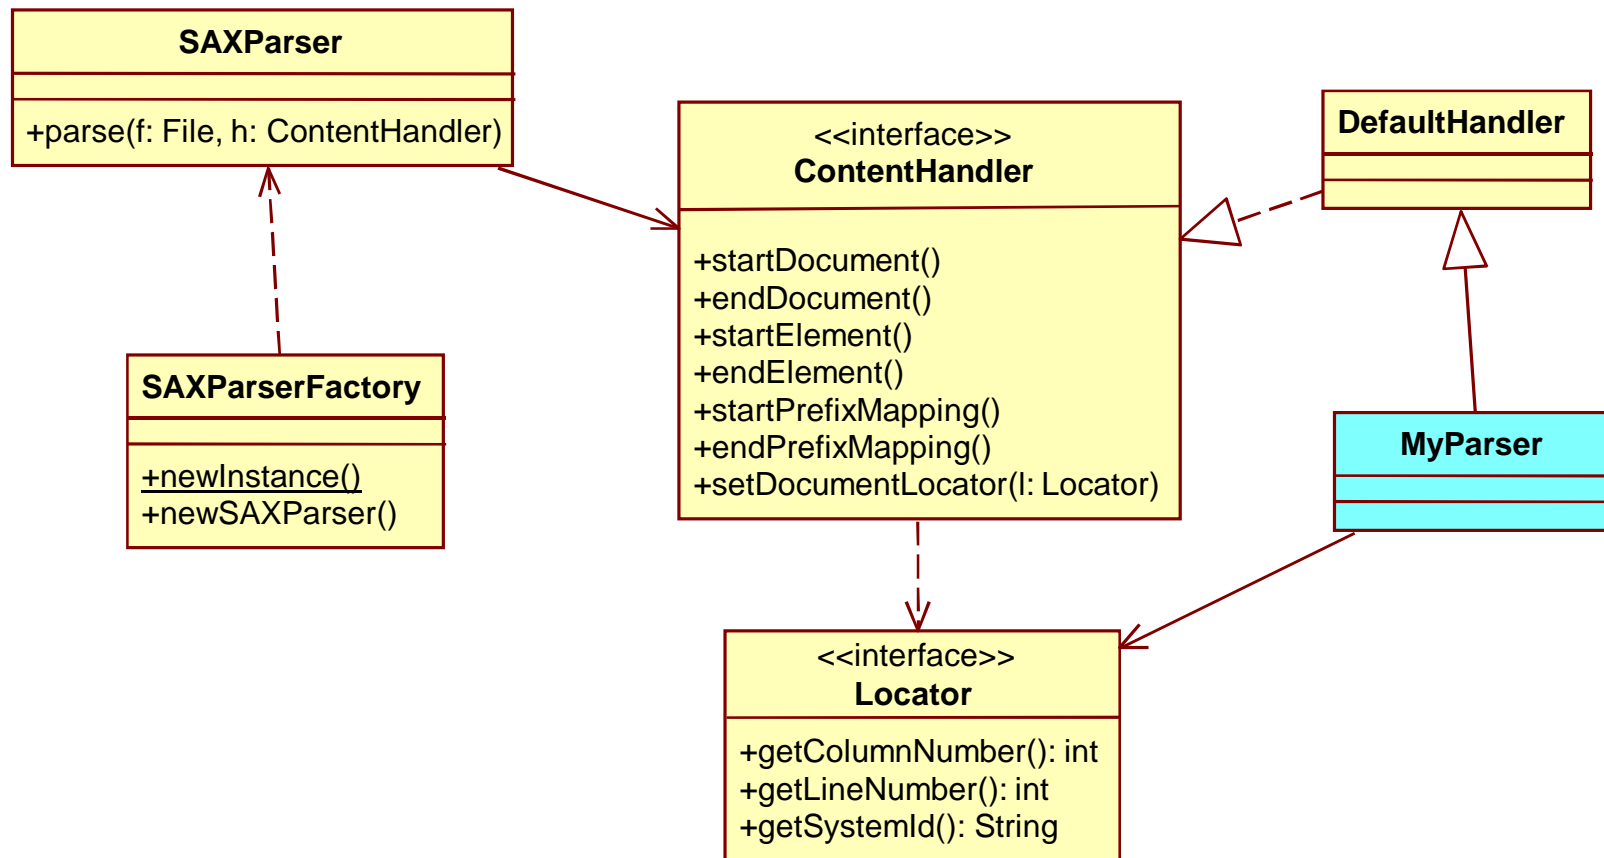 SAXParser
+parse(f: File, h: ContentHandler)
<<interface>>
ContentHandler
+startDocument()
+endDocument()
+startElement()
+endElement()
+startPrefixMapping()
+endPrefixMapping()
+setDocumentLocator(l: Locator)
DefaultHandler
SAXParserFactory
+newInstance()
+newSAXParser()
MyParser
<<interface>>
Locator
+getColumnNumber(): int
+getLineNumber(): int
+getSystemId(): String